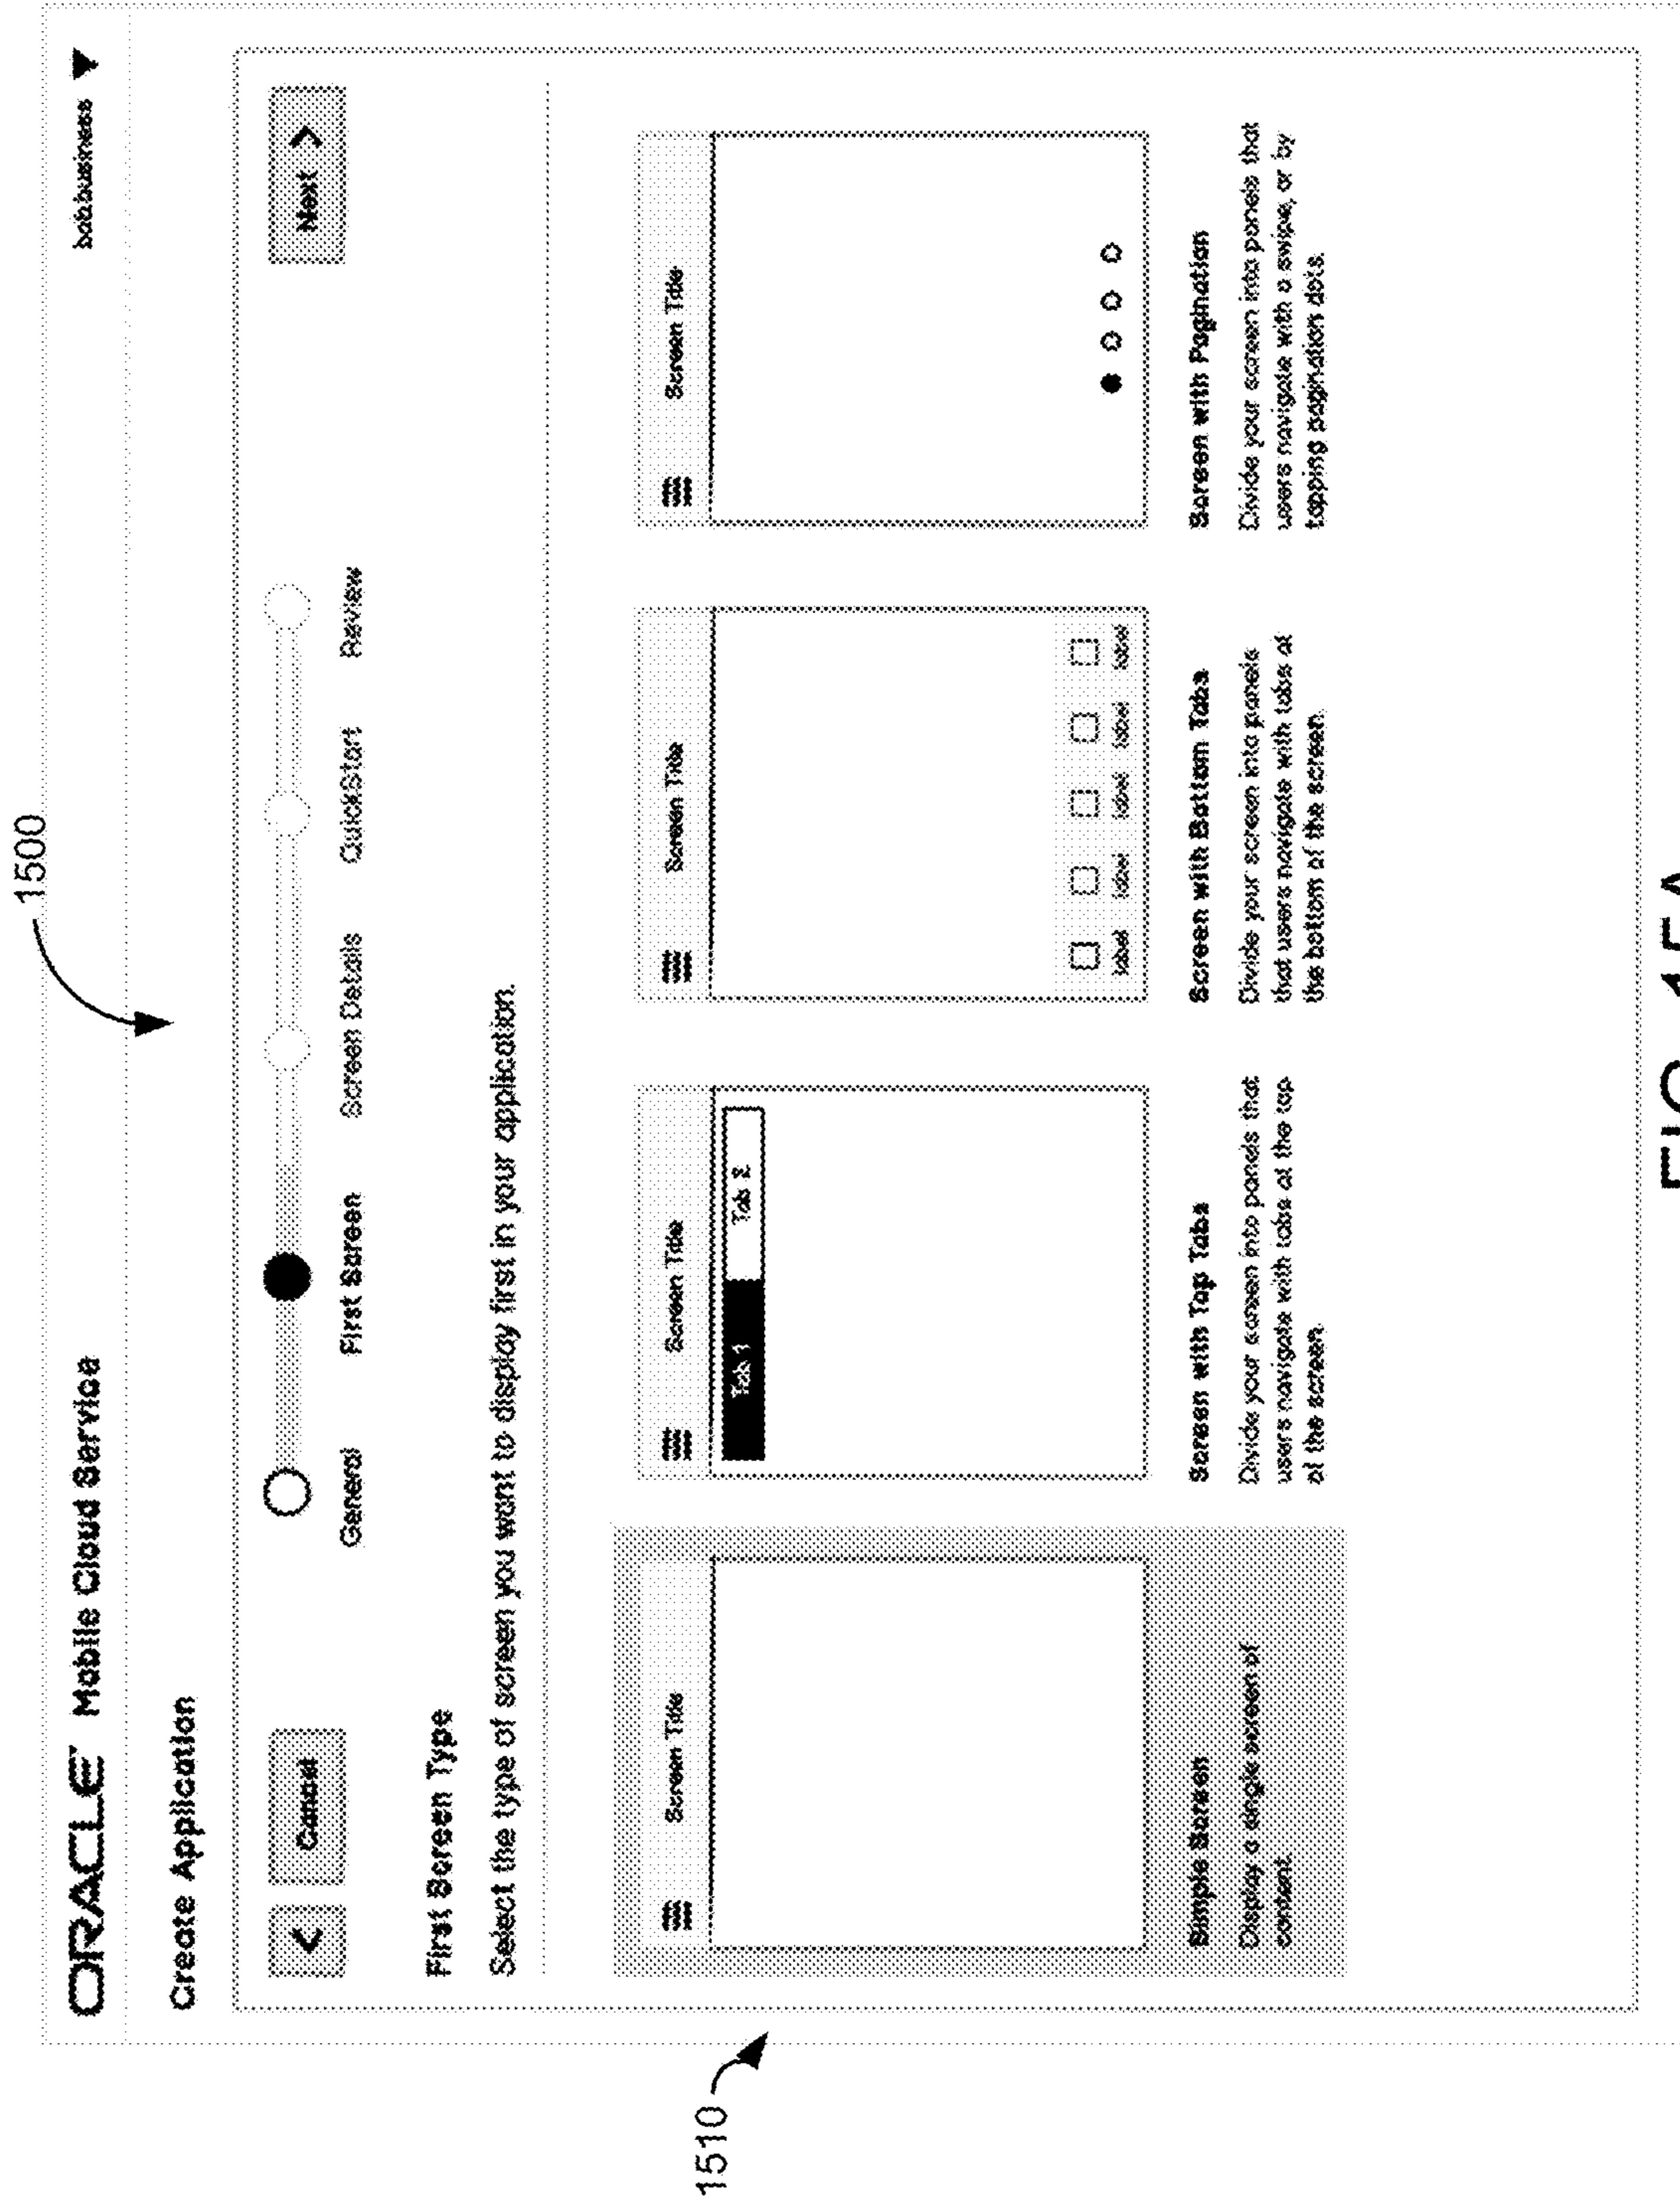 1500
ORACLE Mobile Cloud Service
bobbusiness
Create Application
Cancel
Next
General
First Screen
Screen Details
QuickStart
Review
First Screen Type
Select the type of screen you want to display first in your application.
1510
Screen Title
Simple Screen
Display a single screen of
content.
Screen Title
Tab 1
Tab 2
Screen with Top Tabs
Divide your screen into panels that
users navigate with tabs at the top
of the screen.
Screen Title
label
label
label
label
label
Screen with Bottom Tabs
Divide your screen into panels
that users navigate with tabs at
the bottom of the screen.
Screen Title
Screen with Pagination
Divide your screen into panels that
users navigate with a swipe, or by
tapping pagination dots.
FIG. 15A